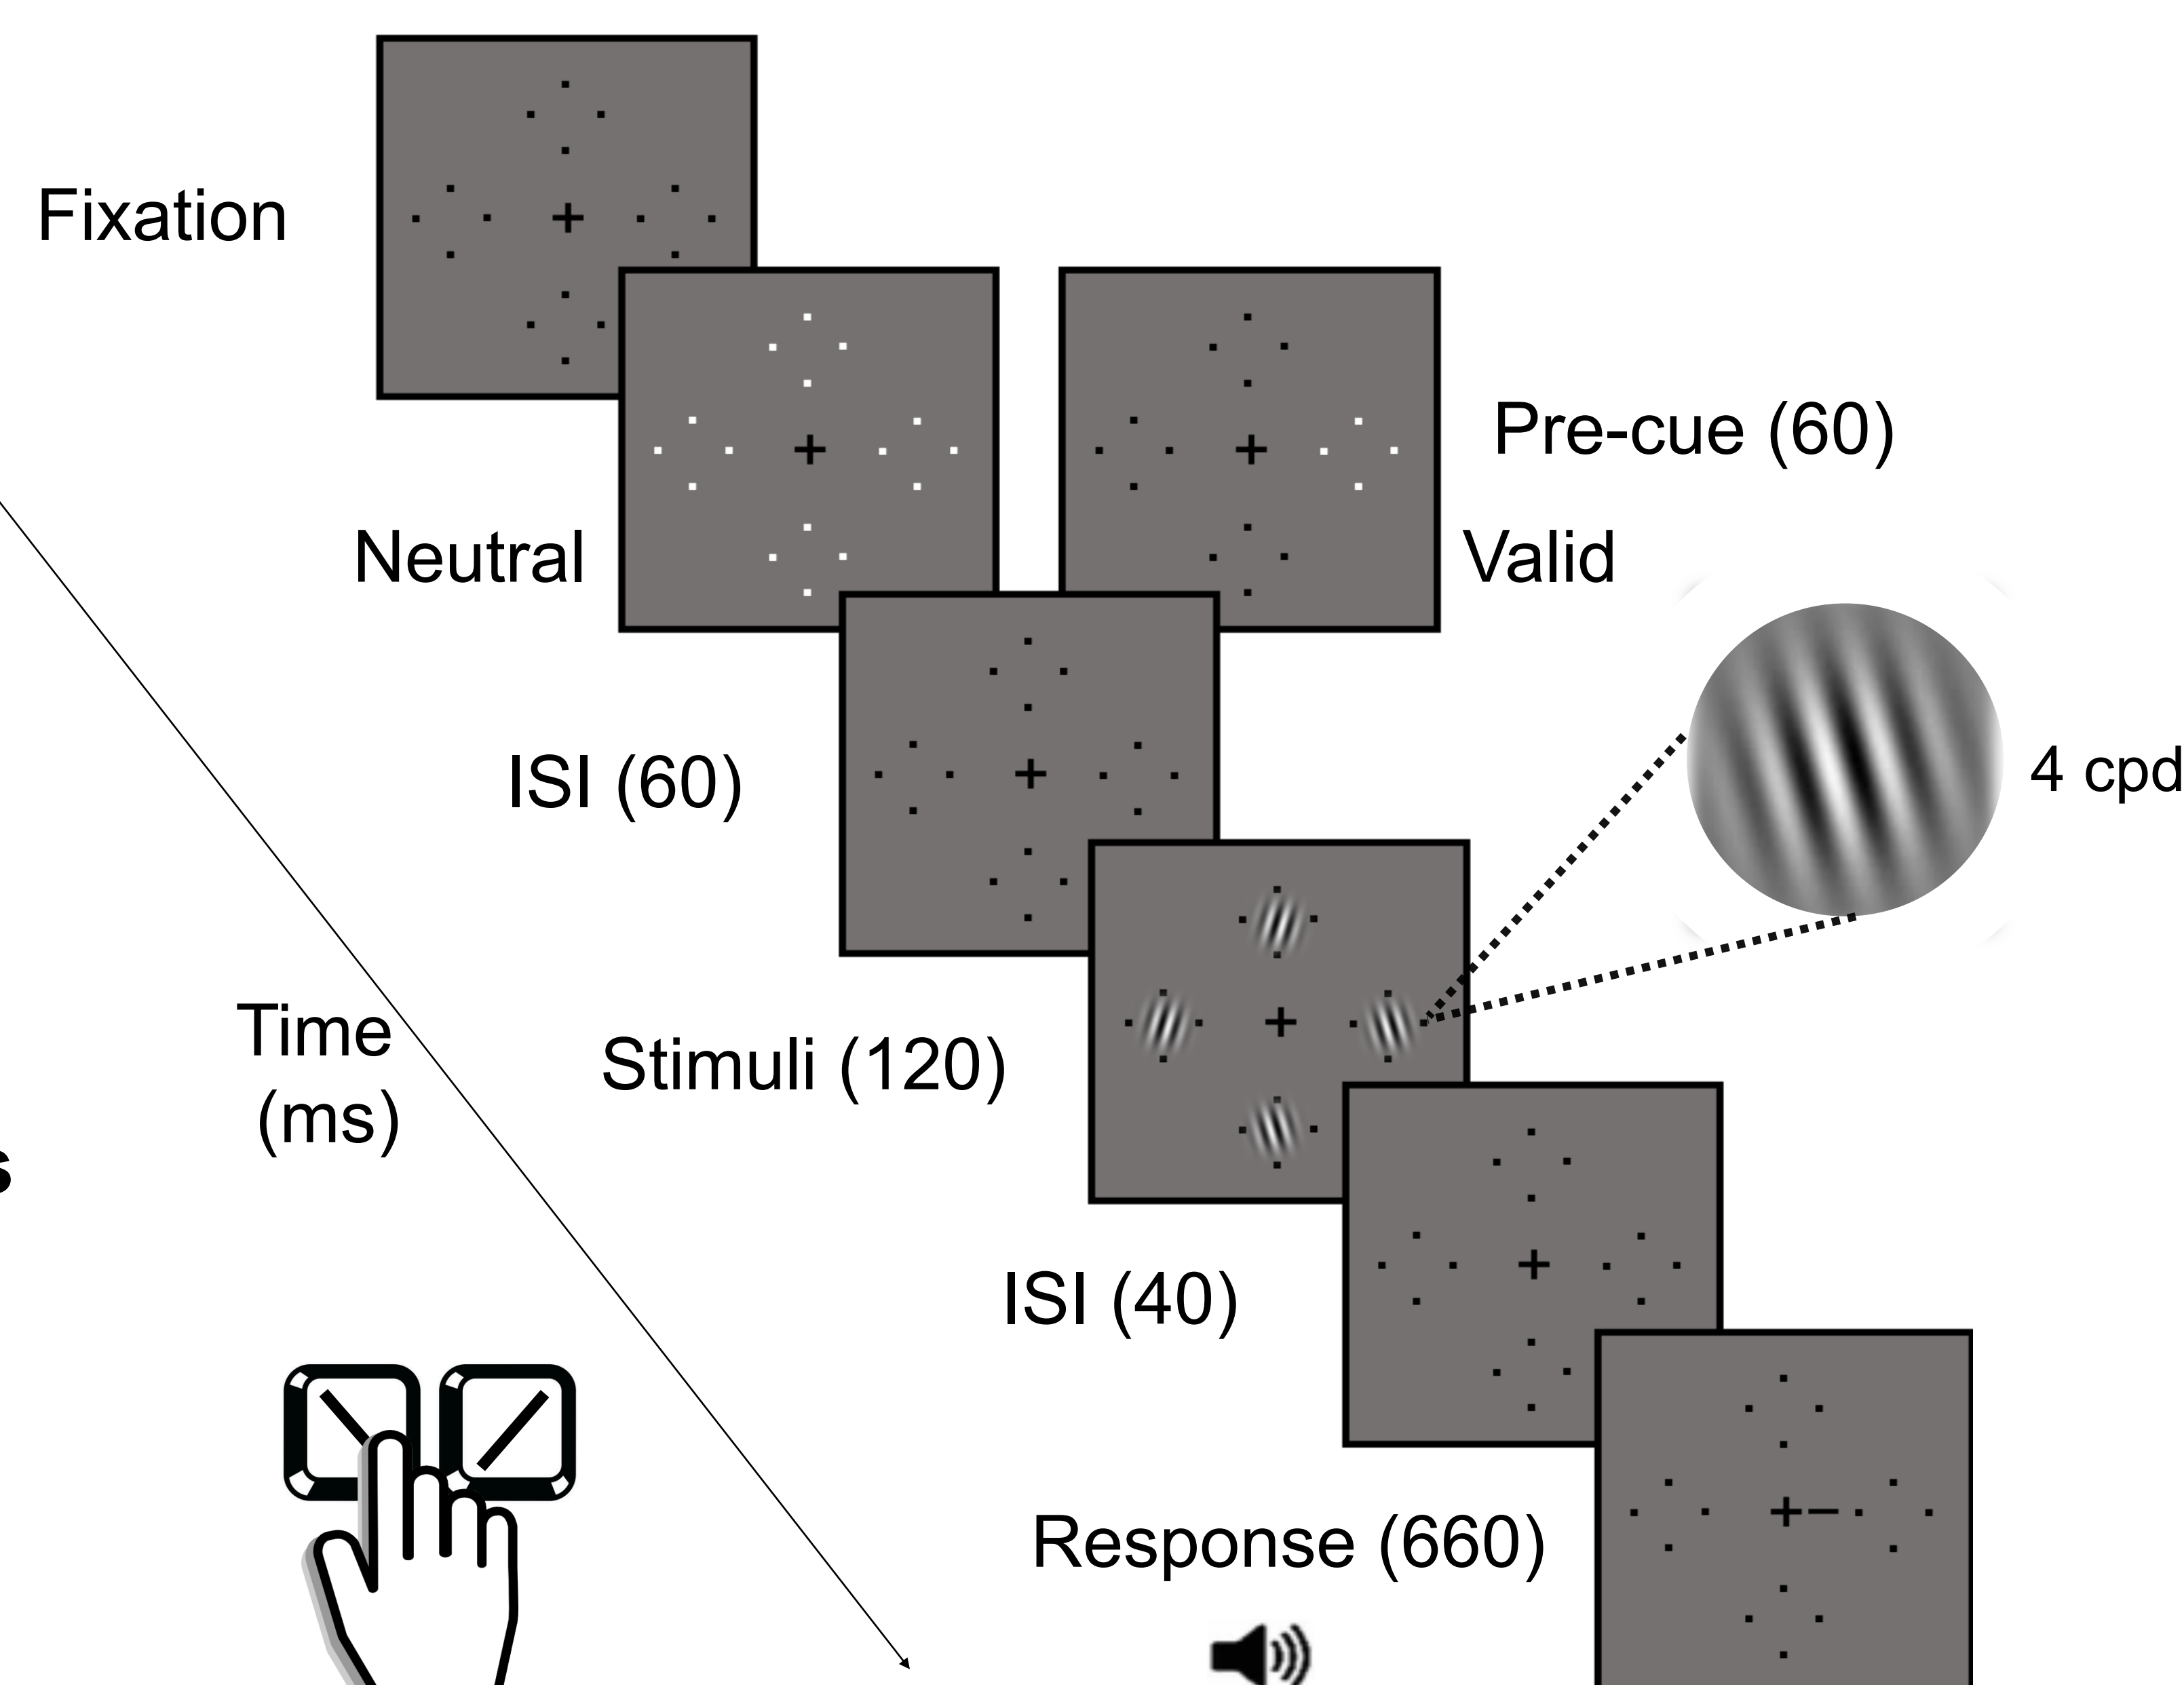 Fixation
Pre-cue (60)
Neutral
Valid
ISI (60)
4 cpd
Time
(ms)
Stimuli (120)
s
ISI (40)
Response (660)